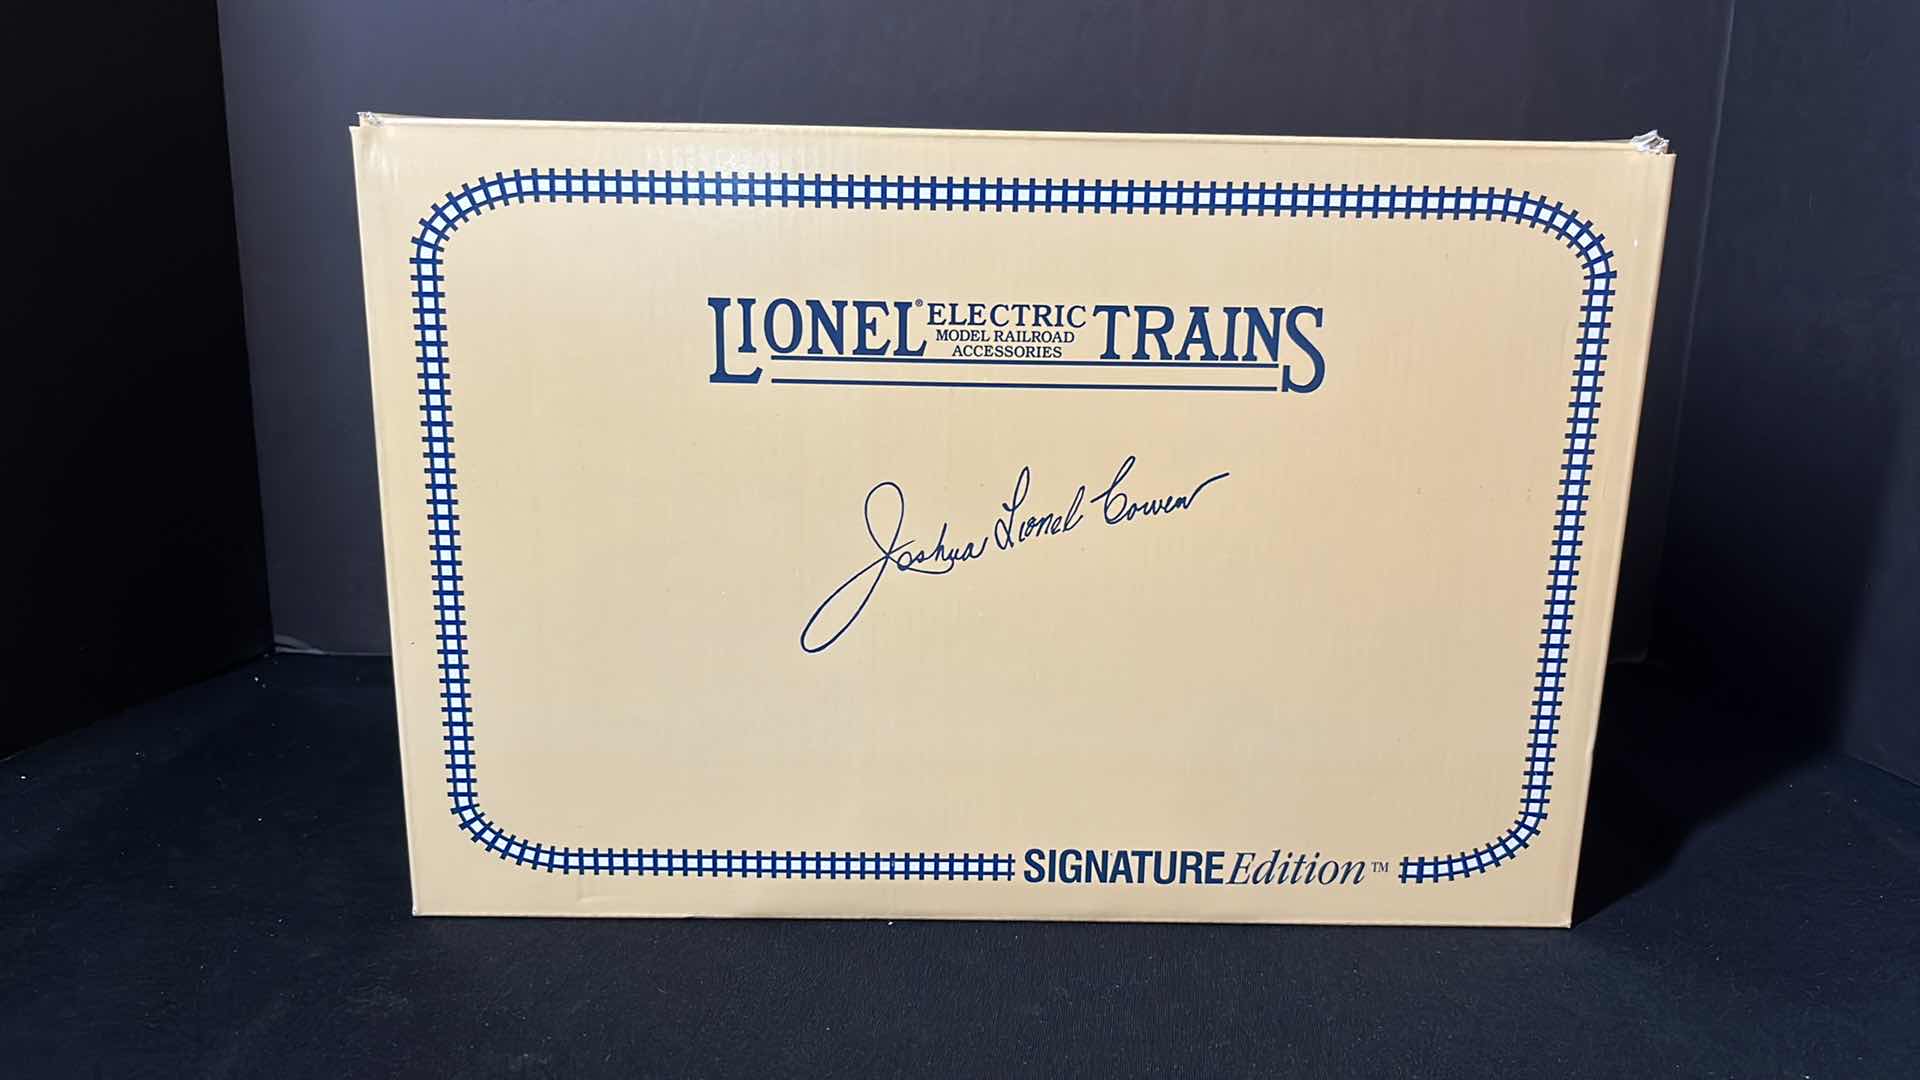 LIONEL® ELECTRIC TRAINS
MODEL RAILROAD
ACCESSORIES
Joshua Lionel Cowen
SIGNATURE Edition™